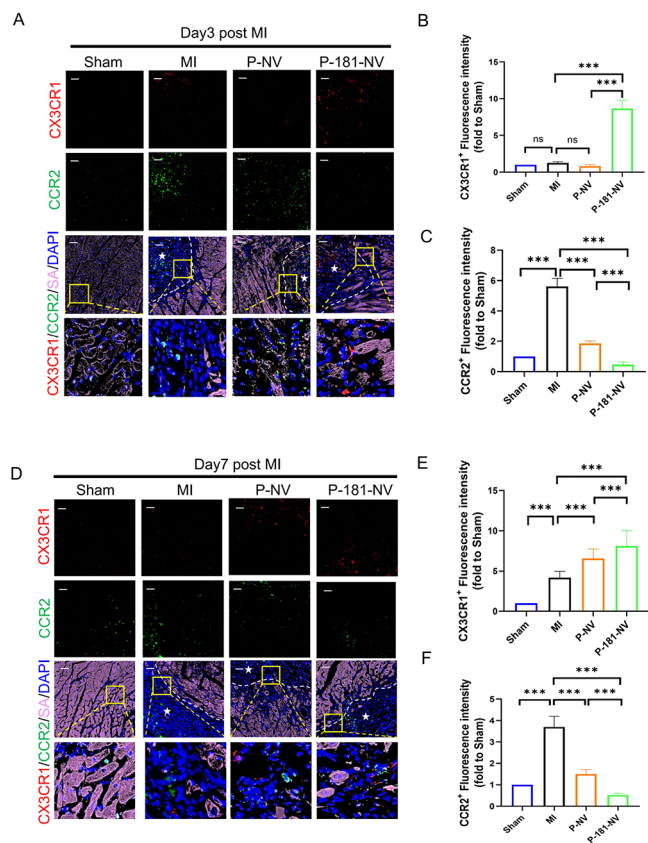 A
Day3 post MI
Sham
MI
P-NV
P-181-NV
CX3CR1
CCR2
CX3CR1/CCR2/SA/DAPI
B
CX3CR1+ Fluorescence intensity
(fold to Sham)
15
10
5
0
ns
ns
***
***
Sham
MI
P-NV
P-181-NV
C
CCR2+ Fluorescence intensity
(fold to Sham)
8
6
4
2
0
***
***
***
***
Sham
MI
P-NV
P-181-NV
D
Day7 post MI
Sham
MI
P-NV
P-181-NV
CX3CR1
CCR2
CX3CR1/CCR2/SA/DAPI
E
CX3CR1+ Fluorescence intensity
(fold to Sham)
15
10
5
0
***
***
***
***
Sham
MI
P-NV
P-181-NV
F
CCR2+ Fluorescence intensity
(fold to Sham)
5
4
3
2
1
0
***
***
***
***
Sham
MI
P-NV
P-181-NV